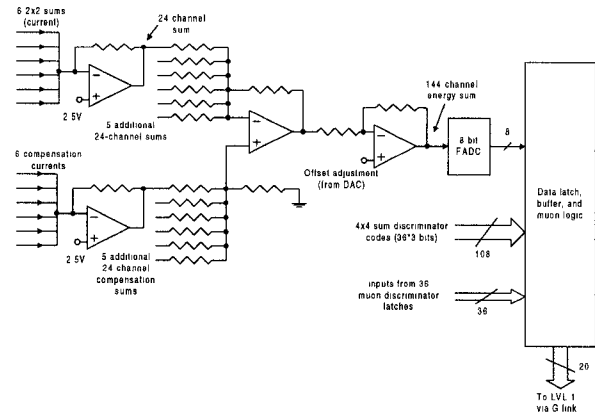 6 2x2 sums
(current)
24 channel
sum
2 5V
5 additional
24-channel sums
144 channel
energy sum
8 bit
FADC
8
Offset adjustment
(from DAC)
6 compensation
currents
2 5V
5 additional
24 channel
compensation
sums
4x4 sum discriminator
codes (36*3 bits)
108
inputs from 36
muon discriminator
latches
36
Data latch,
buffer, and
muon logic
20
To LVL 1
via G link